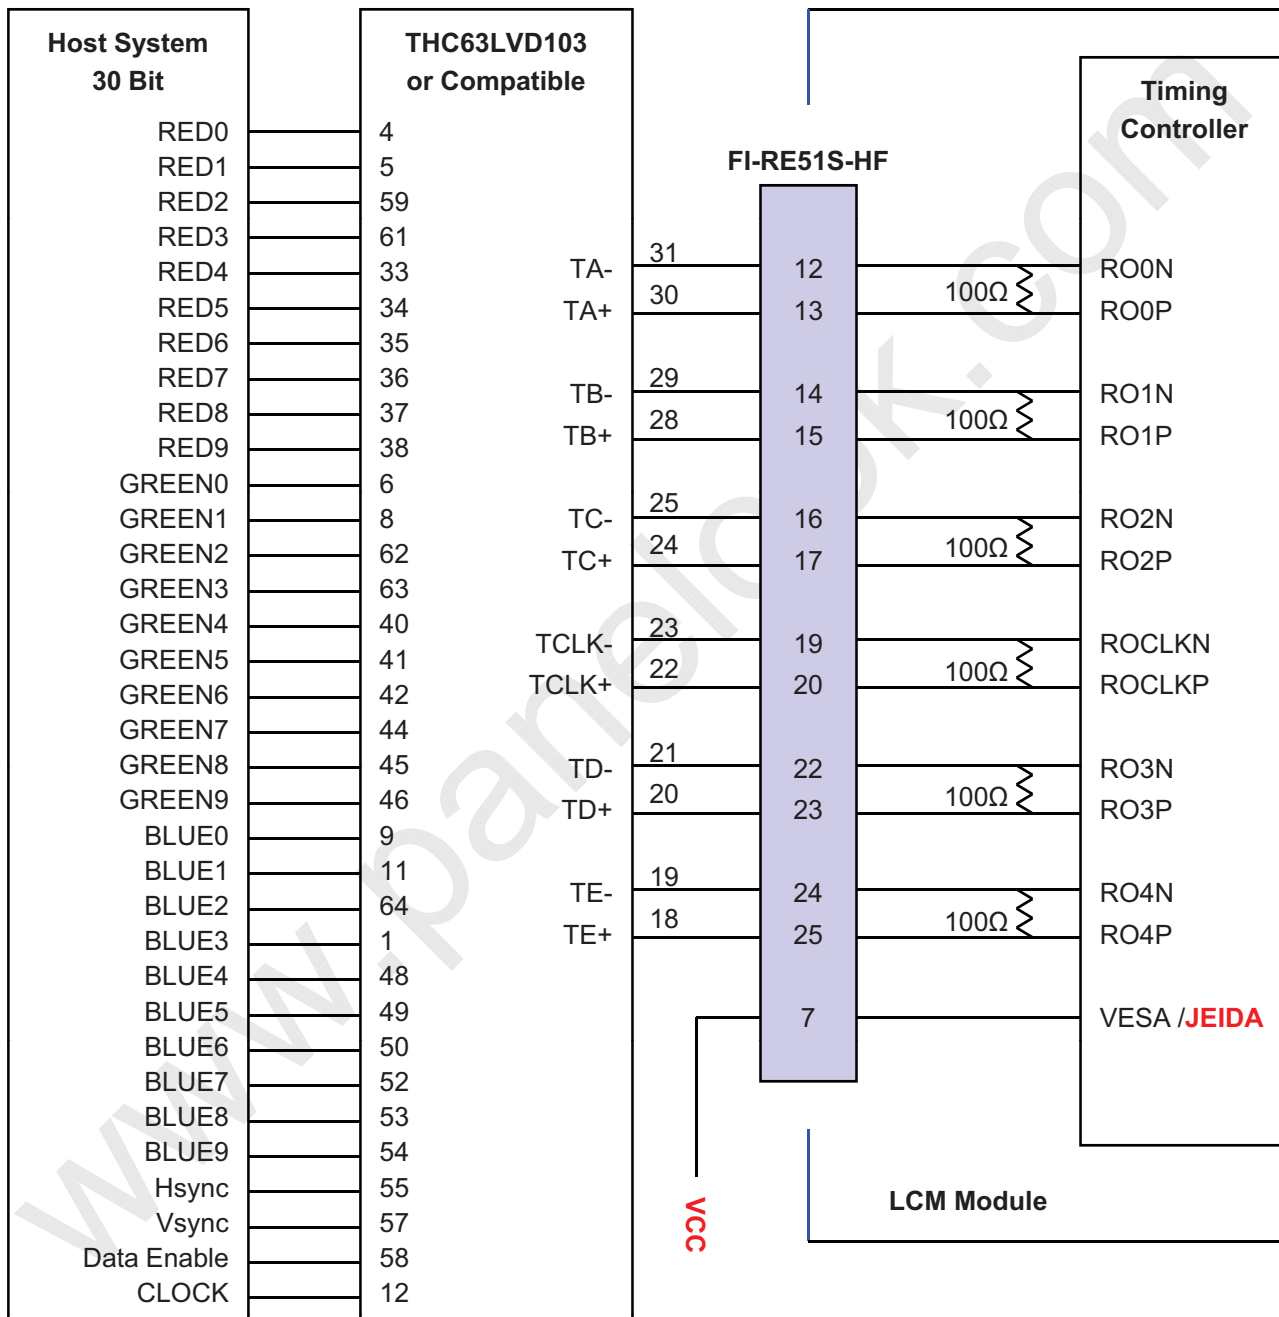 Host System
30 Bit
RED0 4
RED1 5
RED2 59
RED3 61
RED4 33
RED5 34
RED6 35
RED7 36
RED8 37
RED9 38
GREEN0 6
GREEN1 8
GREEN2 62
GREEN3 63
GREEN4 40
GREEN5 41
GREEN6 42
GREEN7 44
GREEN8 45
GREEN9 46
BLUE0 9
BLUE1 11
BLUE2 64
BLUE3 1
BLUE4 48
BLUE5 49
BLUE6 50
BLUE7 52
BLUE8 53
BLUE9 54
Hsync 55
Vsync 57
Data Enable 58
CLOCK 12
THC63LVD103
or Compatible
FI-RE51S-HF
Timing
Controller
TA- 31 12 RO0N
100Ω
TA+ 30 13 RO0P
TB- 29 14 RO1N
100Ω
TB+ 28 15 RO1P
TC- 25 16 RO2N
100Ω
TC+ 24 17 RO2P
TCLK- 23 19 ROCLKN
100Ω
TCLK+ 22 20 ROCLKP
TD- 21 22 RO3N
100Ω
TD+ 20 23 RO3P
TE- 19 24 RO4N
100Ω
TE+ 18 25 RO4P
7 VESA /JEIDA
VCC
LCM Module
www.panelook.com